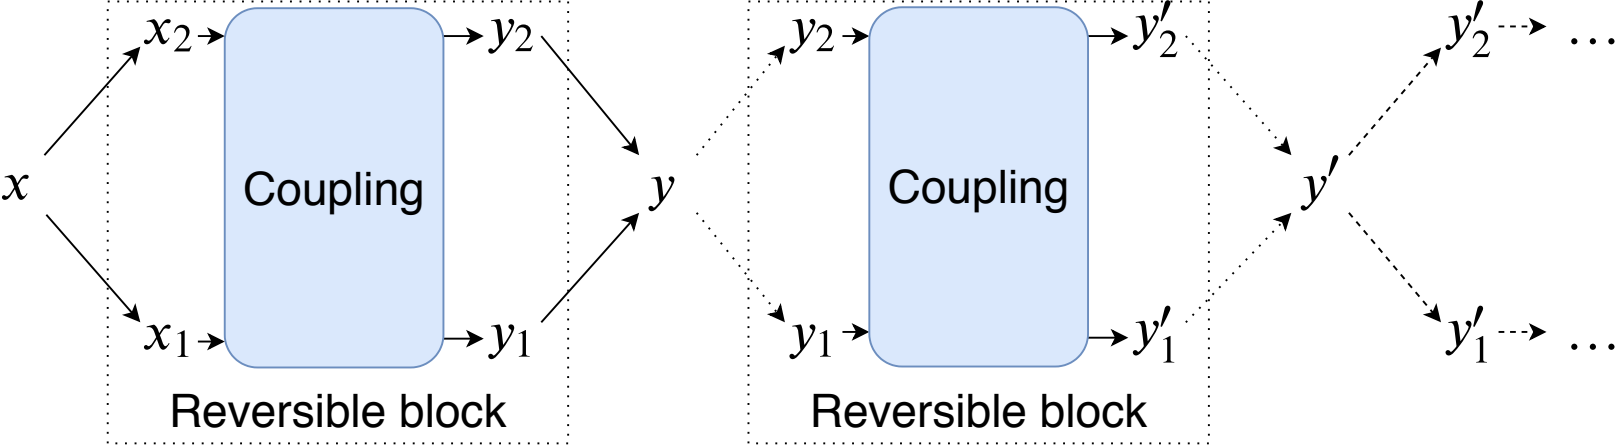 x₂ y₂ y₂ y′₂ y′₂ ...
x Coupling y Coupling y′
x₁ y₁ y₁ y′₁ y′₁ ...
Reversible block Reversible block